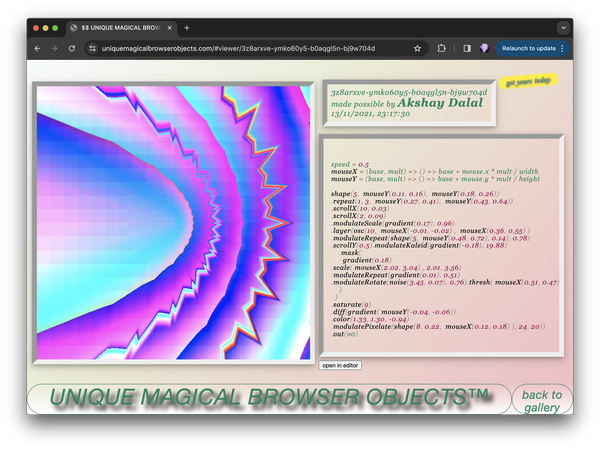 $$ UNIQUE MAGICAL BROW
uniquemagicalbrowserobjects.com/#viewer/3z8arxve-ymko60y5-b0aqgl5n-bj9w704d
Relaunch to update
get yours today
3z8arxve-ymko60y5-b0aqgl5n-bj9w704d
made possible by Akshay Dalal
13/11/2021, 23:17:30
speed = 0.5
mouseX = (base, mult) => () => base + mouse.x * mult / width
mouseY = (base, mult) => () => base + mouse.y * mult / height
shape(5, mouseY(0.11, 0.16), mouseY(0.18, 0.26))
.repeat(1, 3, mouseY(0.27, 0.41), mouseY(0.43, 0.64))
.scrollX(10, 0.03)
.scrollX(2, 0.09)
.modulateScale(gradient(0.17), 0.96)
.layer(osc(10, mouseX(-0.01, -0.02) , mouseX(0.36, 0.55) )
.modulateRepeat(shape(5, mouseY(0.48, 0.72), 0.14), 0.78)
.scrollY(0.5).modulateKaleid(gradient(-0.18), 19.88)
.mask(
gradient(0.18)
.scale( mouseX(2.02, 3.04) , 2.01, 3.56)
.modulateRepeat(gradient(0.01), 0.51)
.modulateRotate(noise(3.45, 0.07), 0.76).thresh( mouseX(0.31, 0.47)
)
)
.saturate(9)
.diff(gradient( mouseY(-0.04, -0.06))
.color(1.33, 1.30, -0.94)
.modulatePixelate(shape(8, 0.22, mouseX(0.12, 0.18) ), 24, 20))
.out(o0)
open in editor
UNIQUE MAGICAL BROWSER OBJECTS™
back to
gallery